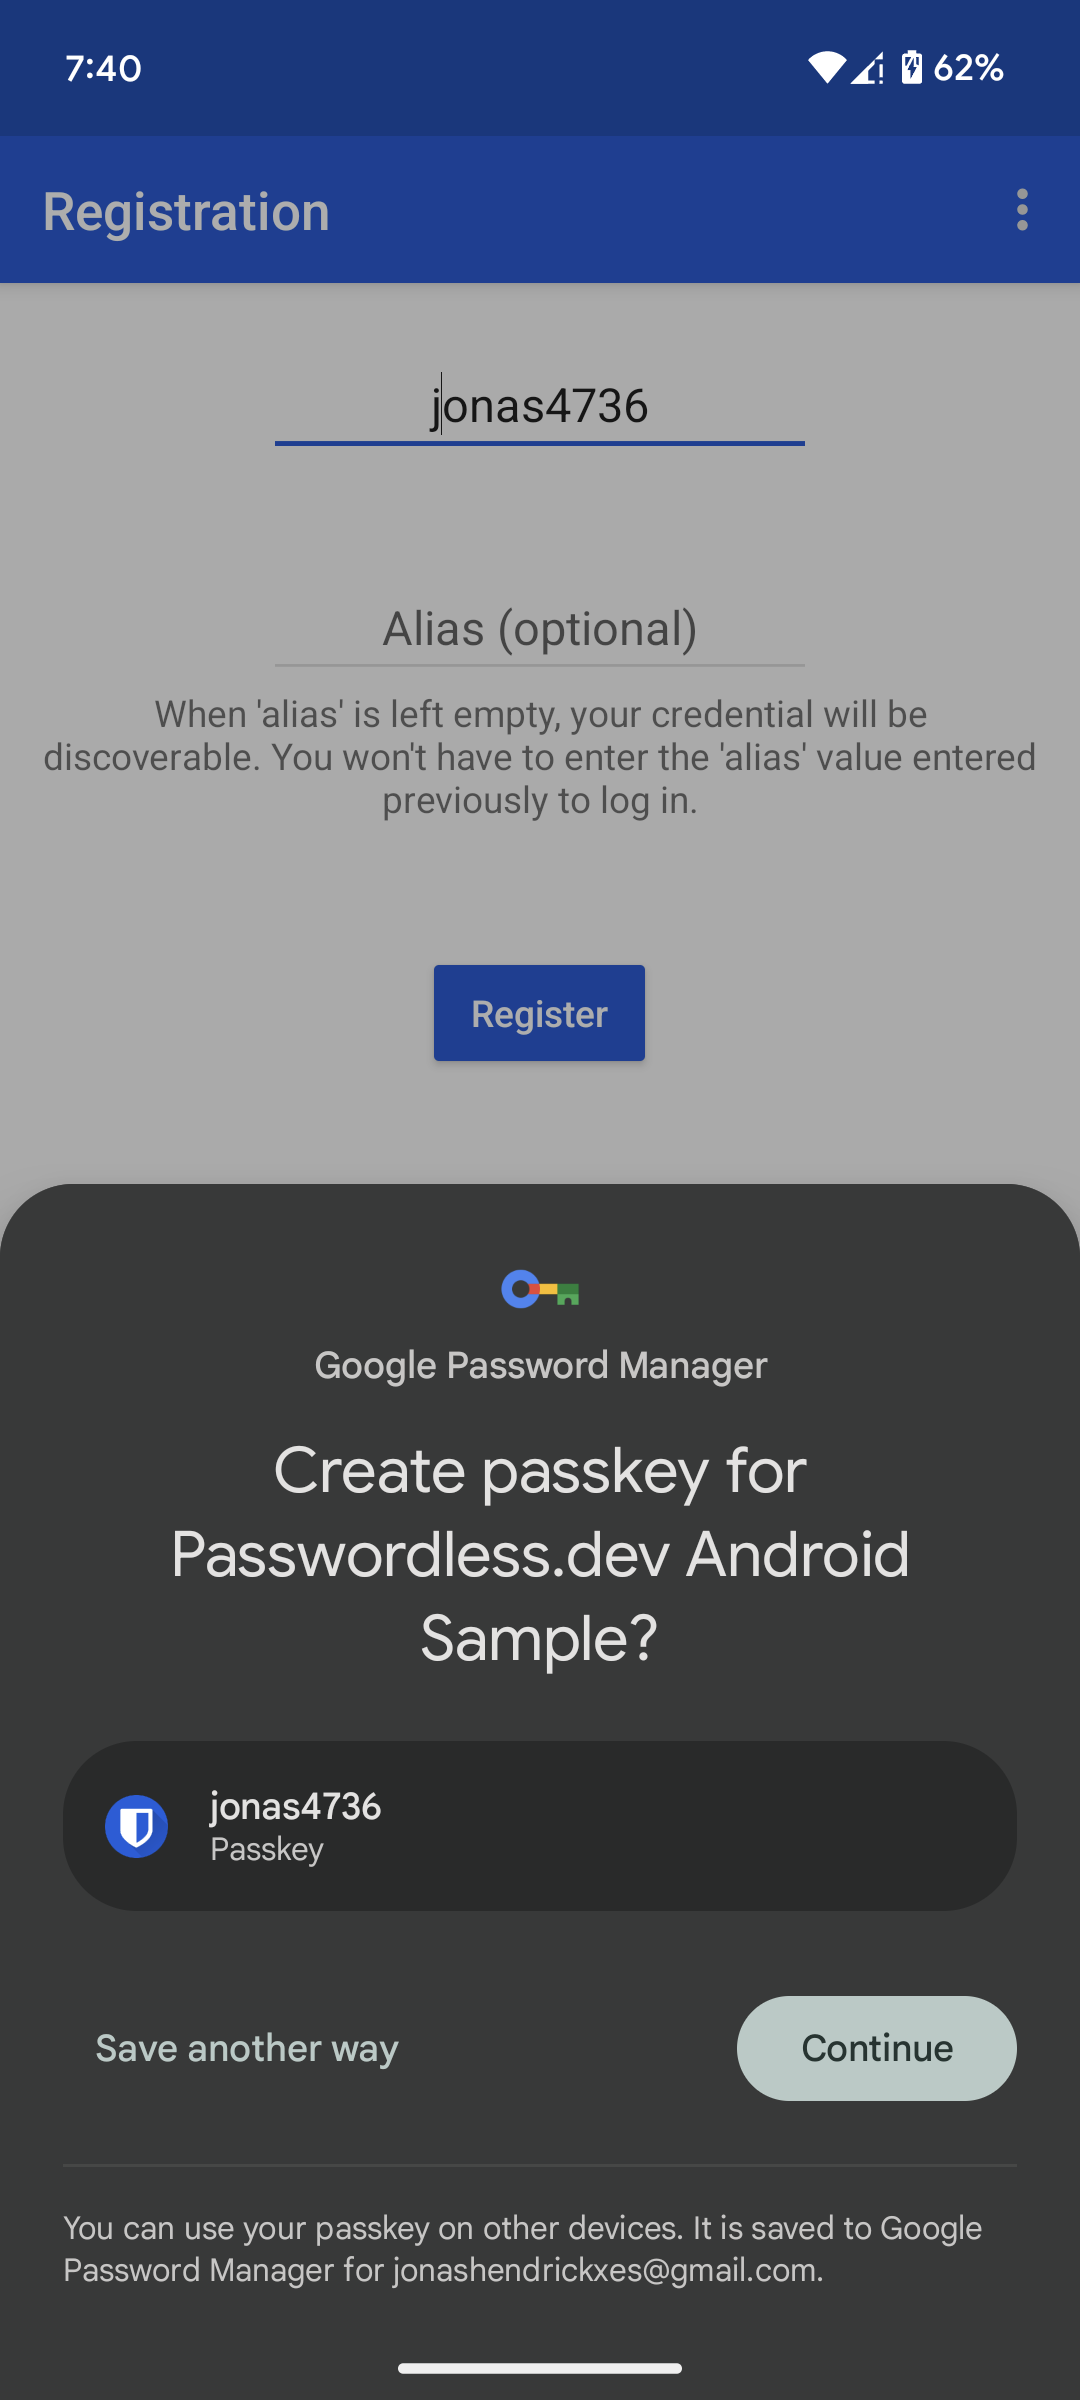 7:40
62%
Registration
jonas4736
Alias (optional)
When 'alias' is left empty, your credential will be
discoverable. You won't have to enter the 'alias' value entered
previously to log in.
Register
Google Password Manager
Create passkey for
Passwordless.dev Android
Sample?
jonas4736
Passkey
Save another way
Continue
You can use your passkey on other devices. It is saved to Google
Password Manager for jonashendrickxes@gmail.com.